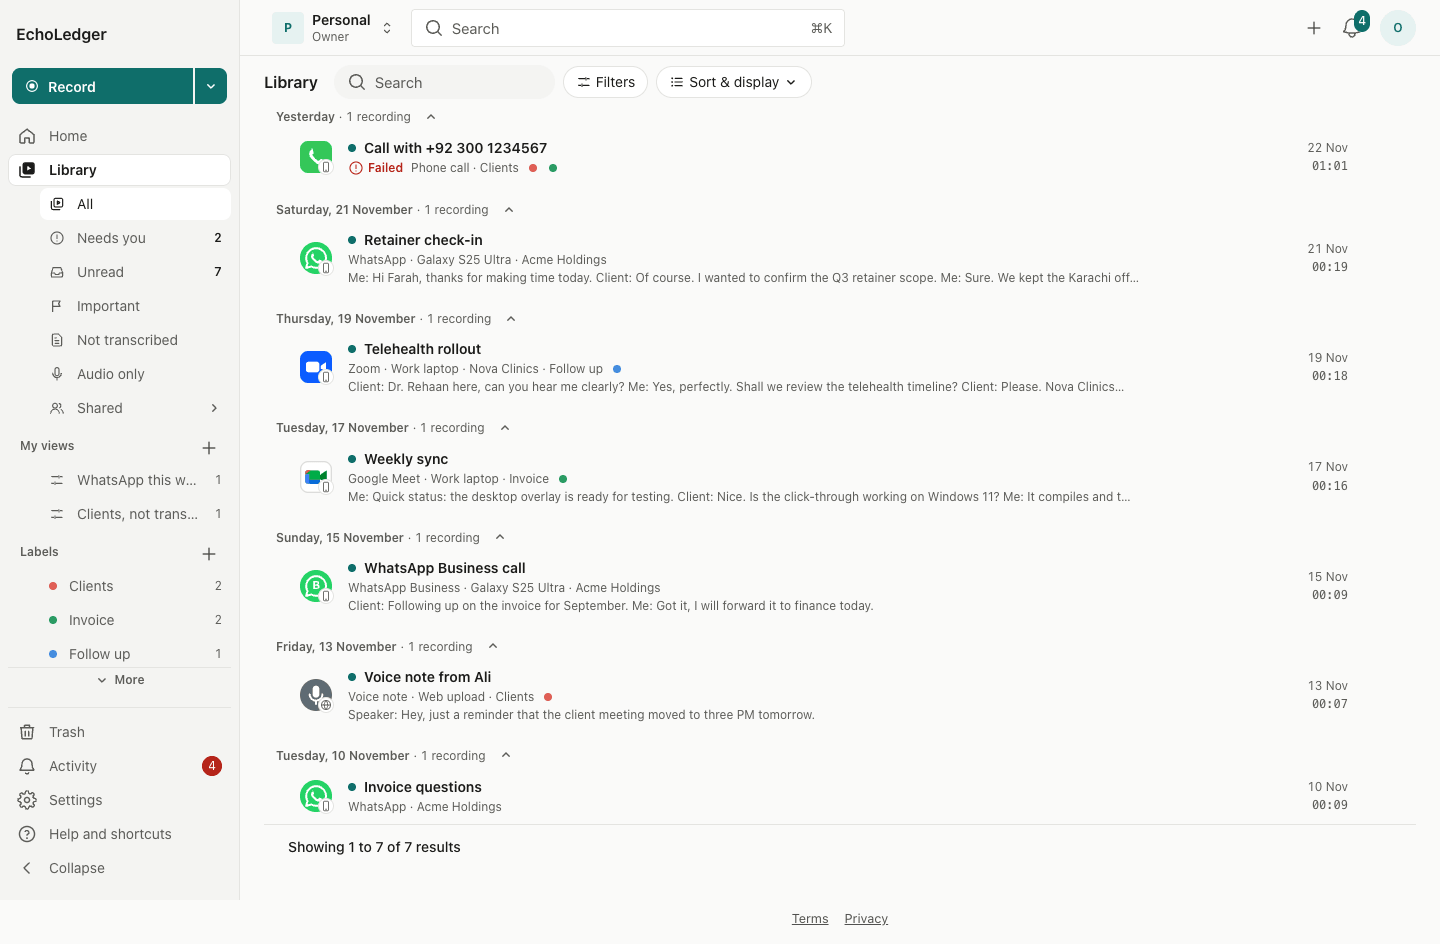 EchoLedger
Record
Home
Library
All
Needs you 2
Unread 7
Important
Not transcribed
Audio only
Shared
My views
WhatsApp this w... 1
Clients, not trans... 1
Labels
Clients 2
Invoice 2
Follow up 1
More
Trash
Activity 4
Settings
Help and shortcuts
Collapse
P
Personal
Owner
Search ⌘K
4
O
Library
Search
Filters
Sort & display
Yesterday · 1 recording
Call with +92 300 1234567
22 Nov
Failed Phone call · Clients
01:01
Saturday, 21 November · 1 recording
Retainer check-in
21 Nov
WhatsApp · Galaxy S25 Ultra · Acme Holdings
00:19
Me: Hi Farah, thanks for making time today. Client: Of course. I wanted to confirm the Q3 retainer scope. Me: Sure. We kept the Karachi off...
Thursday, 19 November · 1 recording
Telehealth rollout
19 Nov
Zoom · Work laptop · Nova Clinics · Follow up
00:18
Client: Dr. Rehaan here, can you hear me clearly? Me: Yes, perfectly. Shall we review the telehealth timeline? Client: Please. Nova Clinics...
Tuesday, 17 November · 1 recording
Weekly sync
17 Nov
Google Meet · Work laptop · Invoice
00:16
Me: Quick status: the desktop overlay is ready for testing. Client: Nice. Is the click-through working on Windows 11? Me: It compiles and t...
Sunday, 15 November · 1 recording
B
WhatsApp Business call
15 Nov
WhatsApp Business · Galaxy S25 Ultra · Acme Holdings
00:09
Client: Following up on the invoice for September. Me: Got it, I will forward it to finance today.
Friday, 13 November · 1 recording
Voice note from Ali
13 Nov
Voice note · Web upload · Clients
00:07
Speaker: Hey, just a reminder that the client meeting moved to three PM tomorrow.
Tuesday, 10 November · 1 recording
Invoice questions
10 Nov
WhatsApp · Acme Holdings
00:09
Showing 1 to 7 of 7 results
Terms Privacy